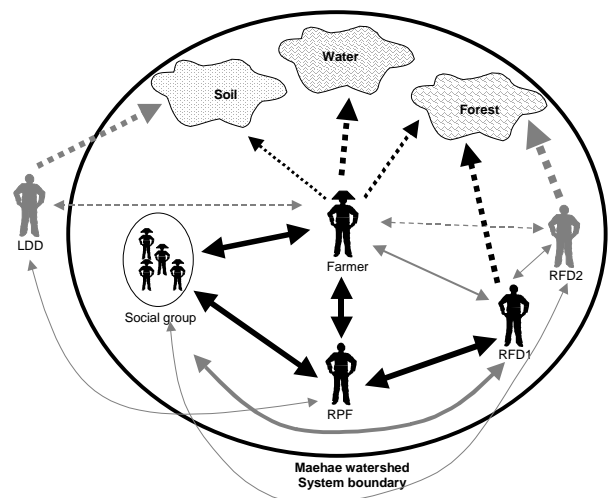 Water
Soil
Forest
LDD
Farmer
RFD2
Social group
RFD1
RPF
Maehae watershed
System boundary